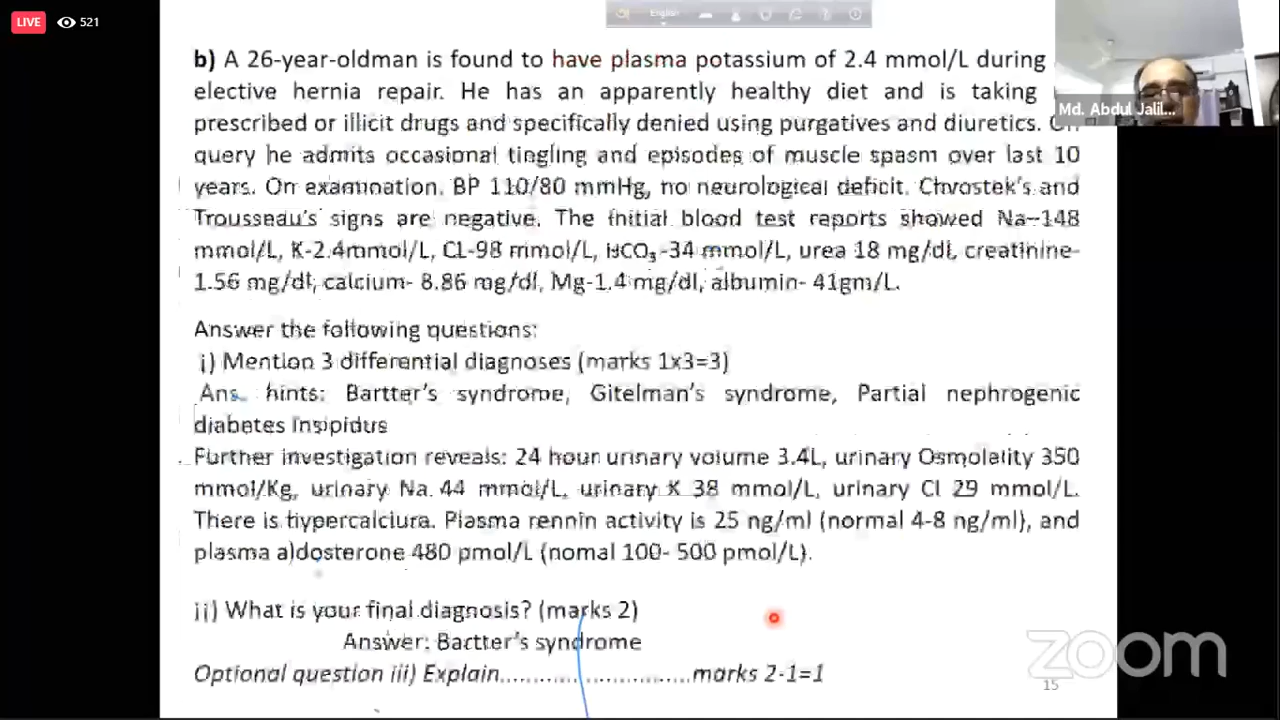 LIVE 521
English
Md. Abdul Jalil...
b) A 26-year-oldman is found to have plasma potassium of 2.4 mmol/L during
elective hernia repair. He has an apparently healthy diet and is taking
prescribed or illicit drugs and specifically denied using purgatives and diuretics. On
query he admits occasional tingling and episodes of muscle spasm over last 10
years. On examination. BP 110/80 mmHg, no neurological deficit. Chvostek's and
Trousseau's signs are negative. The initial blood test reports showed Na-148
mmol/L, K-2.4mmol/L, Cl-98 mmol/L, HCO₃-34 mmol/L, urea 18 mg/dl, creatinine-
1.56 mg/dl, calcium- 8.86 mg/dl, Mg-1.4 mg/dl, albumin- 41gm/L.
Answer the following questions:
i) Mention 3 differential diagnoses (marks 1x3=3)
Ans. hints: Bartter's syndrome, Gitelman's syndrome, Partial nephrogenic
diabetes Insipidus
Further investigation reveals: 24 hour urinary volume 3.4L, urinary Osmolality 350
mmol/Kg, urinary Na 44 mmol/L, urinary K 38 mmol/L, urinary Cl 29 mmol/L.
There is hypercalciura. Plasma rennin activity is 25 ng/ml (normal 4-8 ng/ml), and
plasma aldosterone 480 pmol/L (nomal 100- 500 pmol/L).
ii) What is your final diagnosis? (marks 2)
Answer: Bartter's syndrome
Optional question iii) Explain..............................marks 2-1=1
zoom
15